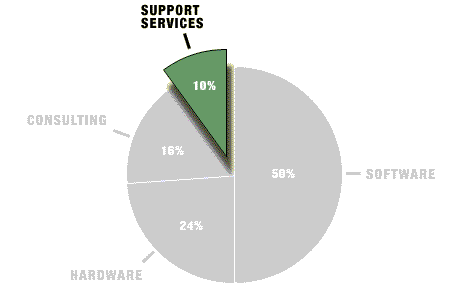 SUPPORT
SERVICES
10%
CONSULTING
16%
50%
SOFTWARE
24%
HARDWARE